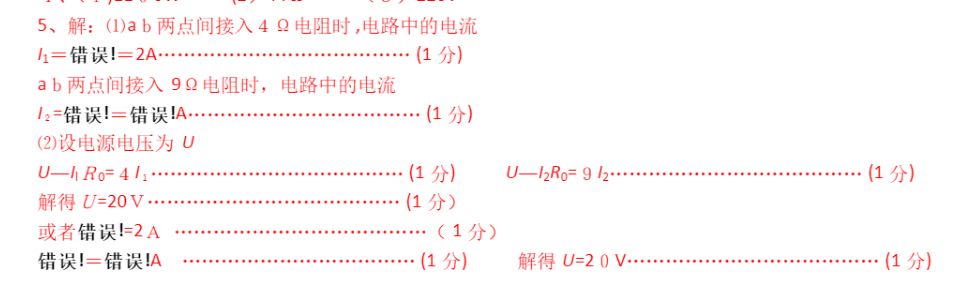 5、解：⑴a b 两点间接入 4 Ω 电阻时 ,电路中的电流
I₁＝错误!＝2A…………………………………（1 分）
a b 两点间接入 9 Ω 电阻时，电路中的电流
I₂=错误!＝错误!A………………………………（1 分）
⑵设电源电压为 U
U—I₁R₀= 4 I₁…………………………………（1 分） U—I₂R₀= 9 I₂…………………………………（1 分）
解得 U=20 V…………………………………（1 分）
或者错误!=2 A …………………………………（ 1 分）
错误!＝错误!A ………………………………（1 分） 解得 U=2 0 V…………………………………（1 分）